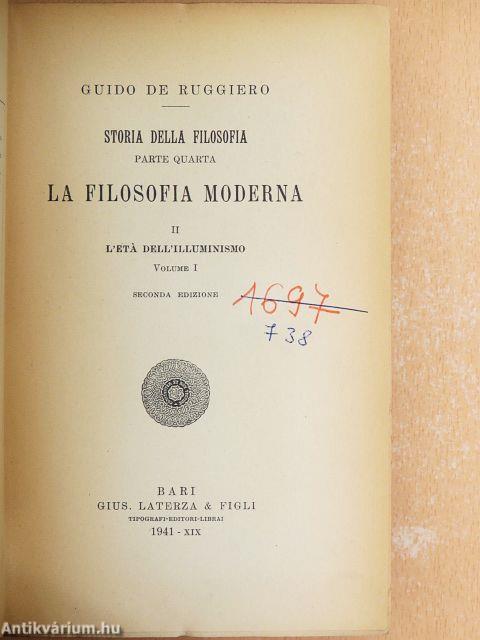 GUIDO DE RUGGIERO
STORIA DELLA FILOSOFIA
PARTE QUARTA
LA FILOSOFIA MODERNA
II
L'ETÀ DELL'ILLUMINISMO
VOLUME I
SECONDA EDIZIONE
1697
738
BARI
GIUS. LATERZA & FIGLI
TIPOGRAFI-EDITORI-LIBRAI
1941 - XIX
Antikvárium.hu